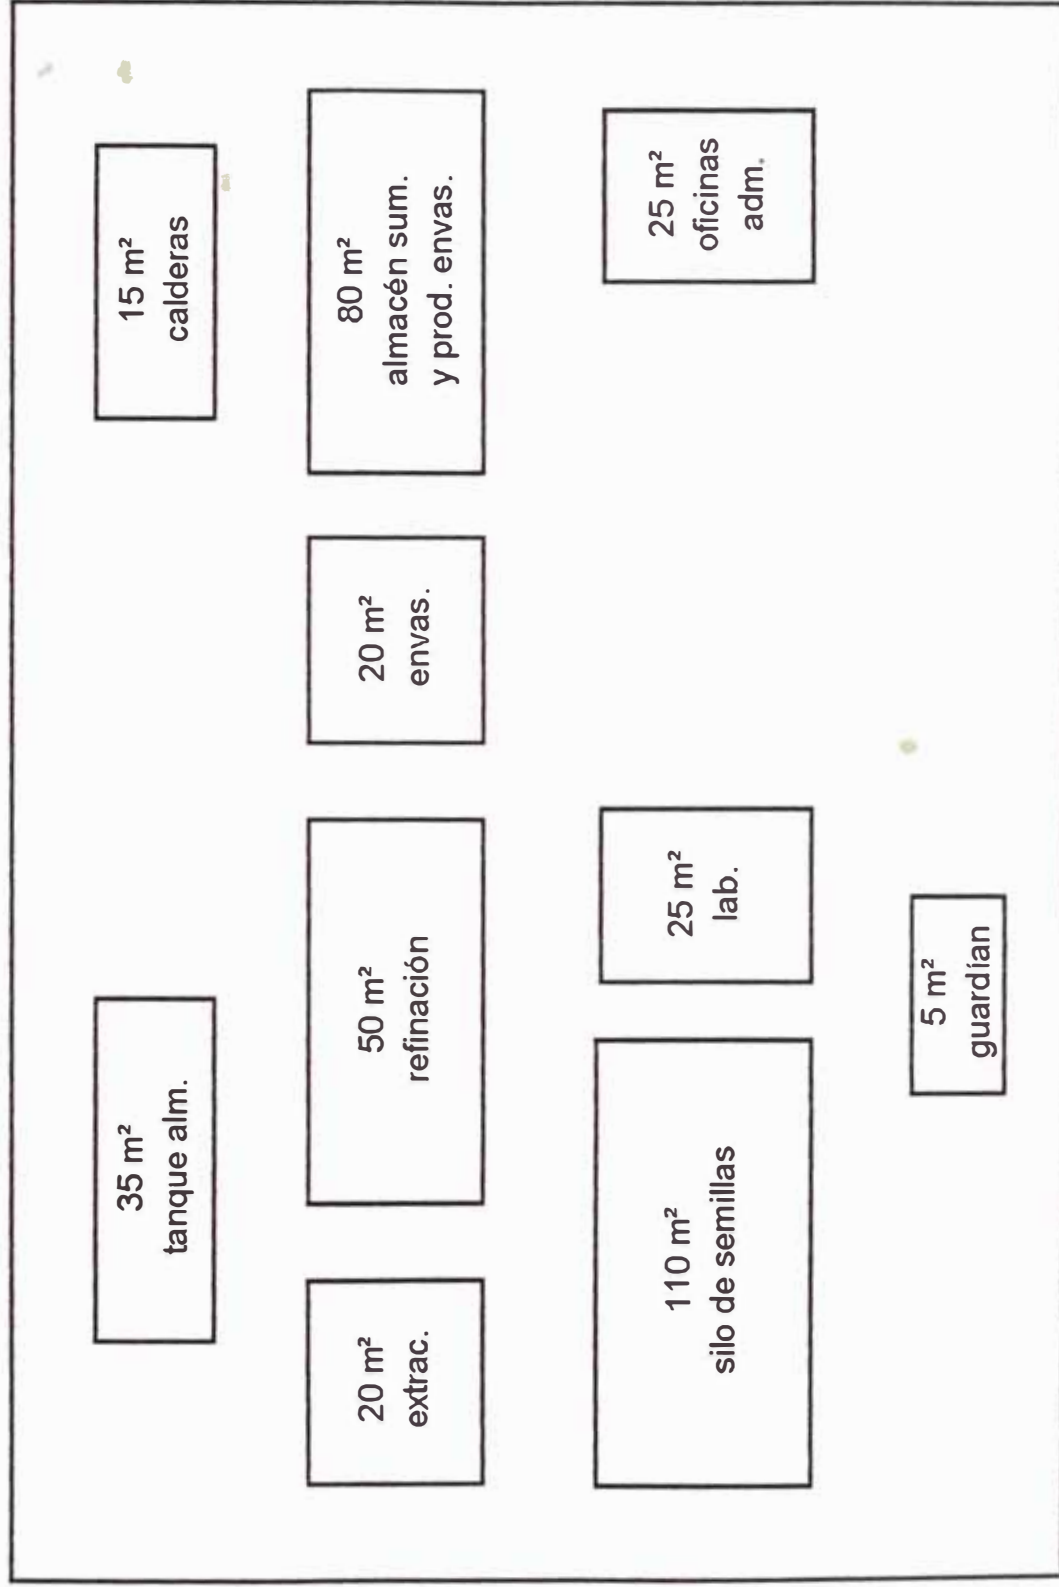 35 m²
tanque alm.
15 m²
calderas
20 m²
extrac.
50 m²
refinación
20 m²
envas.
80 m²
almacén sum.
y prod. envas.
110 m²
silo de semillas
25 m²
lab.
25 m²
oficinas
adm.
5 m²
guardían